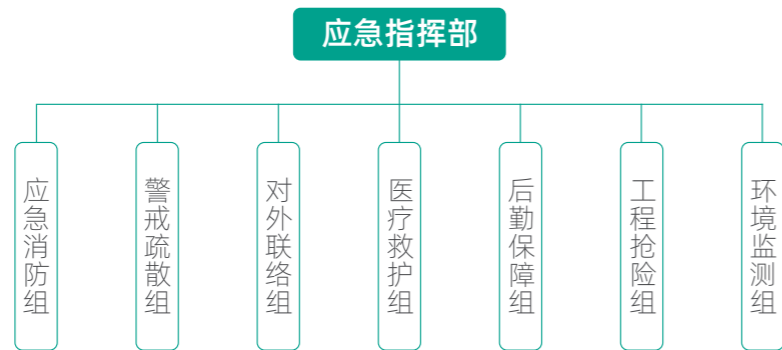 应急指挥部
应急消防组
警戒疏散组
对外联络组
医疗救护组
后勤保障组
工程抢险组
环境监测组